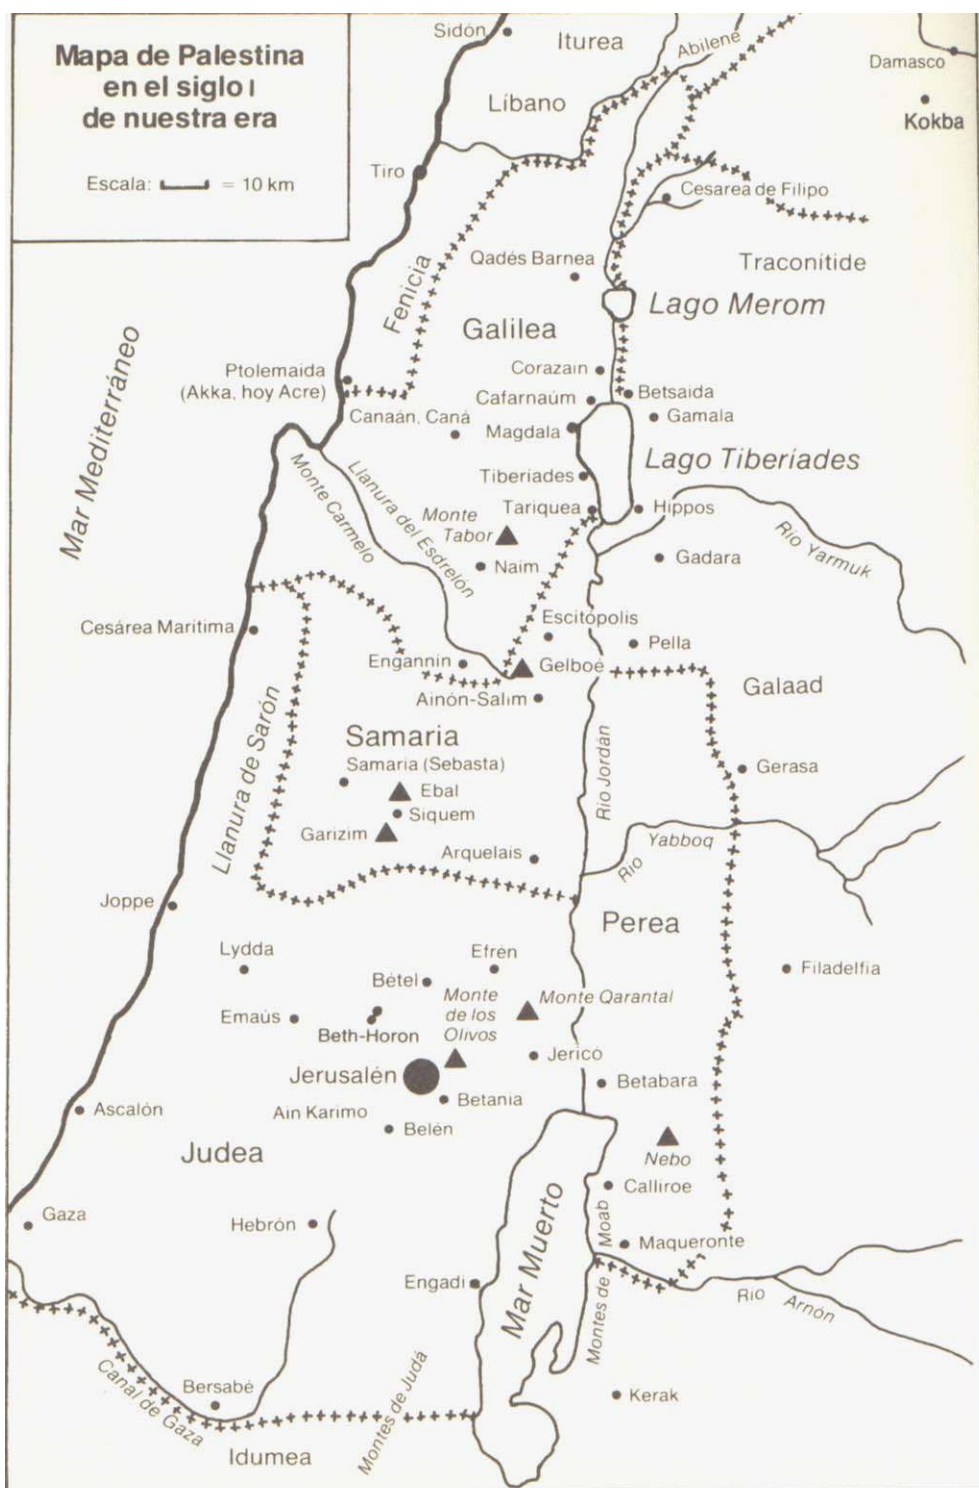 Mapa de Palestina
en el siglo I
de nuestra era
Escala: = 10 km
Sidón
Iturea
Abilene
Damasco
Kokba
Líbano
Tiro
Cesarea de Filipo
Fenicia
Qadés Barnea
Traconítide
Lago Merom
Galilea
Mar Mediterráneo
Ptolemaida
(Akka, hoy Acre)
Corazain
Cafarnaúm
Betsaida
Canaán, Caná
Magdala
Gamala
Lago Tiberíades
Tiberíades
Monte Carmelo
Llanura del Esdrelón
Monte
Tabor
Tariquea
Hippos
Río Yarmuk
Naim
Gadara
Cesárea Marítima
Escitópolis
Pella
Engannín
Gelboé
Ainón-Salim
Galaad
Llanura de Sarón
Samaria
Samaria (Sebasta)
Río Jordán
Gerasa
Ebal
Siquem
Garizim
Arquelais
Río
Yabboq
Joppe
Perea
Lydda
Efrén
Bétel
Filadelfia
Monte
de los
Olivos
Monte Qarantal
Emaús
Beth-Horon
Jerusalén
Jericó
Betabara
Ascalón
Ain Karimo
Betania
Belén
Judea
Nebo
Calliroe
Gaza
Hebrón
Mar Muerto
Montes de
Moab
Maqueronte
Engadi
Río
Arnón
Canal de Gaza
Bersabé
Montes de Judá
Kerak
Idumea